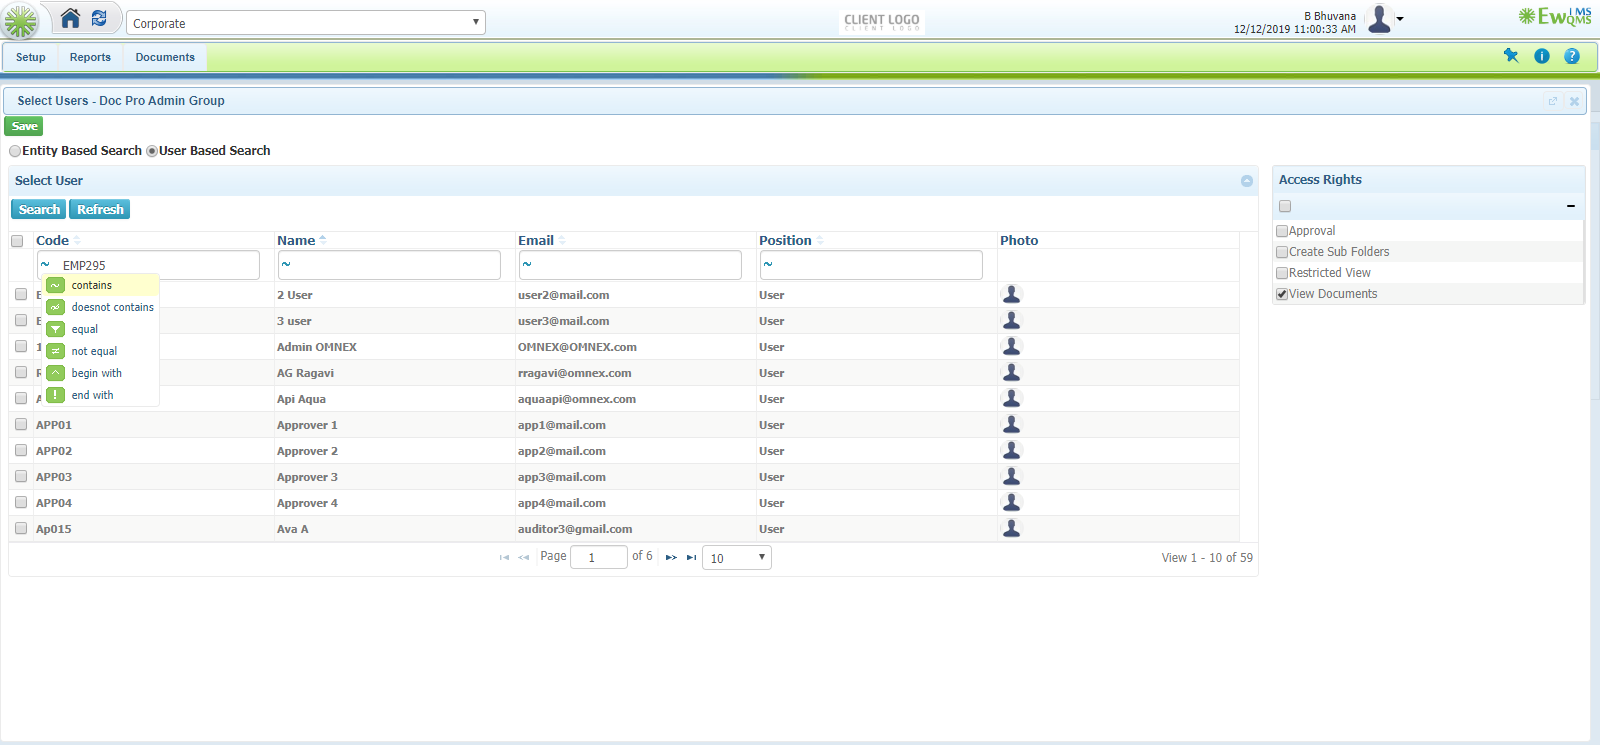 Corporate
CLIENT LOGO
CLIENT LOGO
B Bhuvana
12/12/2019 11:00:33 AM
EwIMS
QMS
Setup Reports Documents
Select Users - Doc Pro Admin Group
Save
Entity Based Search User Based Search
Select User
Search Refresh
Code Name Email Position Photo
~ EMP295 ~ ~ ~
contains
doesnot contains
equal
not equal
begin with
end with
2 User user2@mail.com User
3 user user3@mail.com User
1 Admin OMNEX OMNEX@OMNEX.com User
AG Ragavi rragavi@omnex.com User
Api Aqua aquaapi@omnex.com User
APP01 Approver 1 app1@mail.com User
APP02 Approver 2 app2@mail.com User
APP03 Approver 3 app3@mail.com User
APP04 Approver 4 app4@mail.com User
Ap015 Ava A auditor3@gmail.com User
Page 1 of 6 10 View 1 - 10 of 59
Access Rights
Approval
Create Sub Folders
Restricted View
View Documents